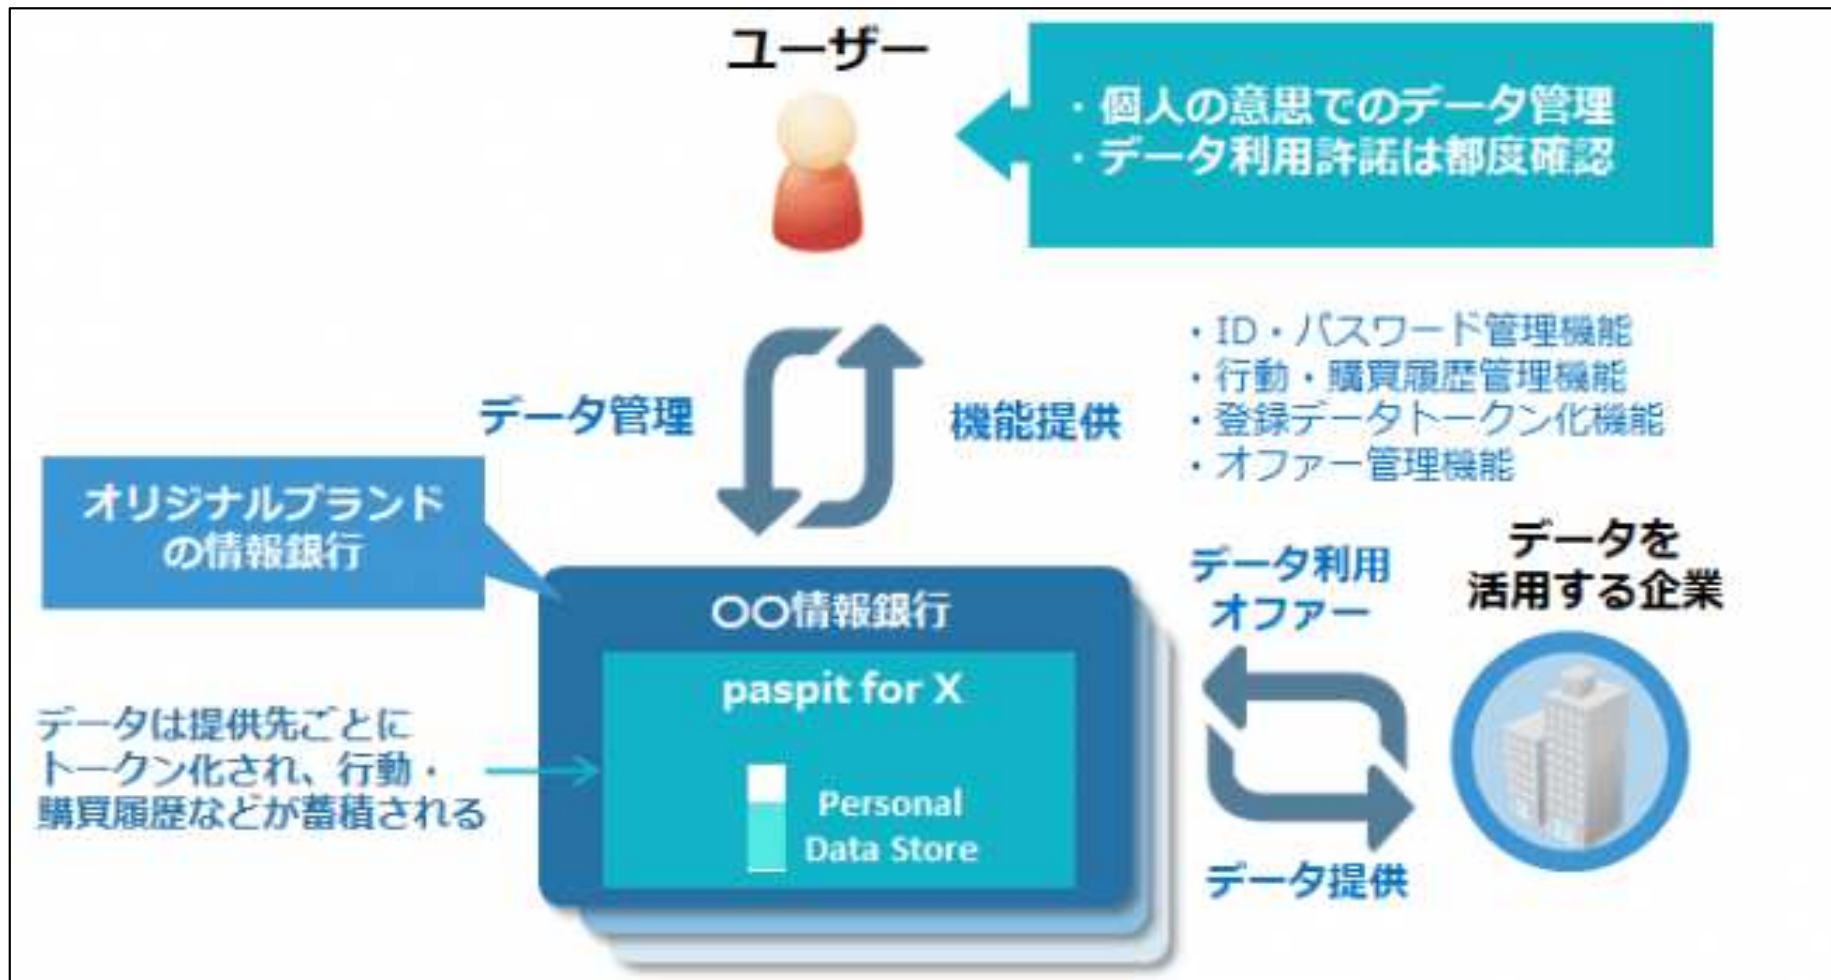 ユーザー
・個人の意思でのデータ管理
・データ利用許諾は都度確認
・ID・パスワード管理機能
・行動・購買履歴管理機能
・登録データトークン化機能
・オファー管理機能
データ管理
機能提供
オリジナルブランド
の情報銀行
データ利用
オファー
データを
活用する企業
〇〇情報銀行
paspit for X
データは提供先ごとに
トークン化され、行動・
購買履歴などが蓄積される
Personal
Data Store
データ提供